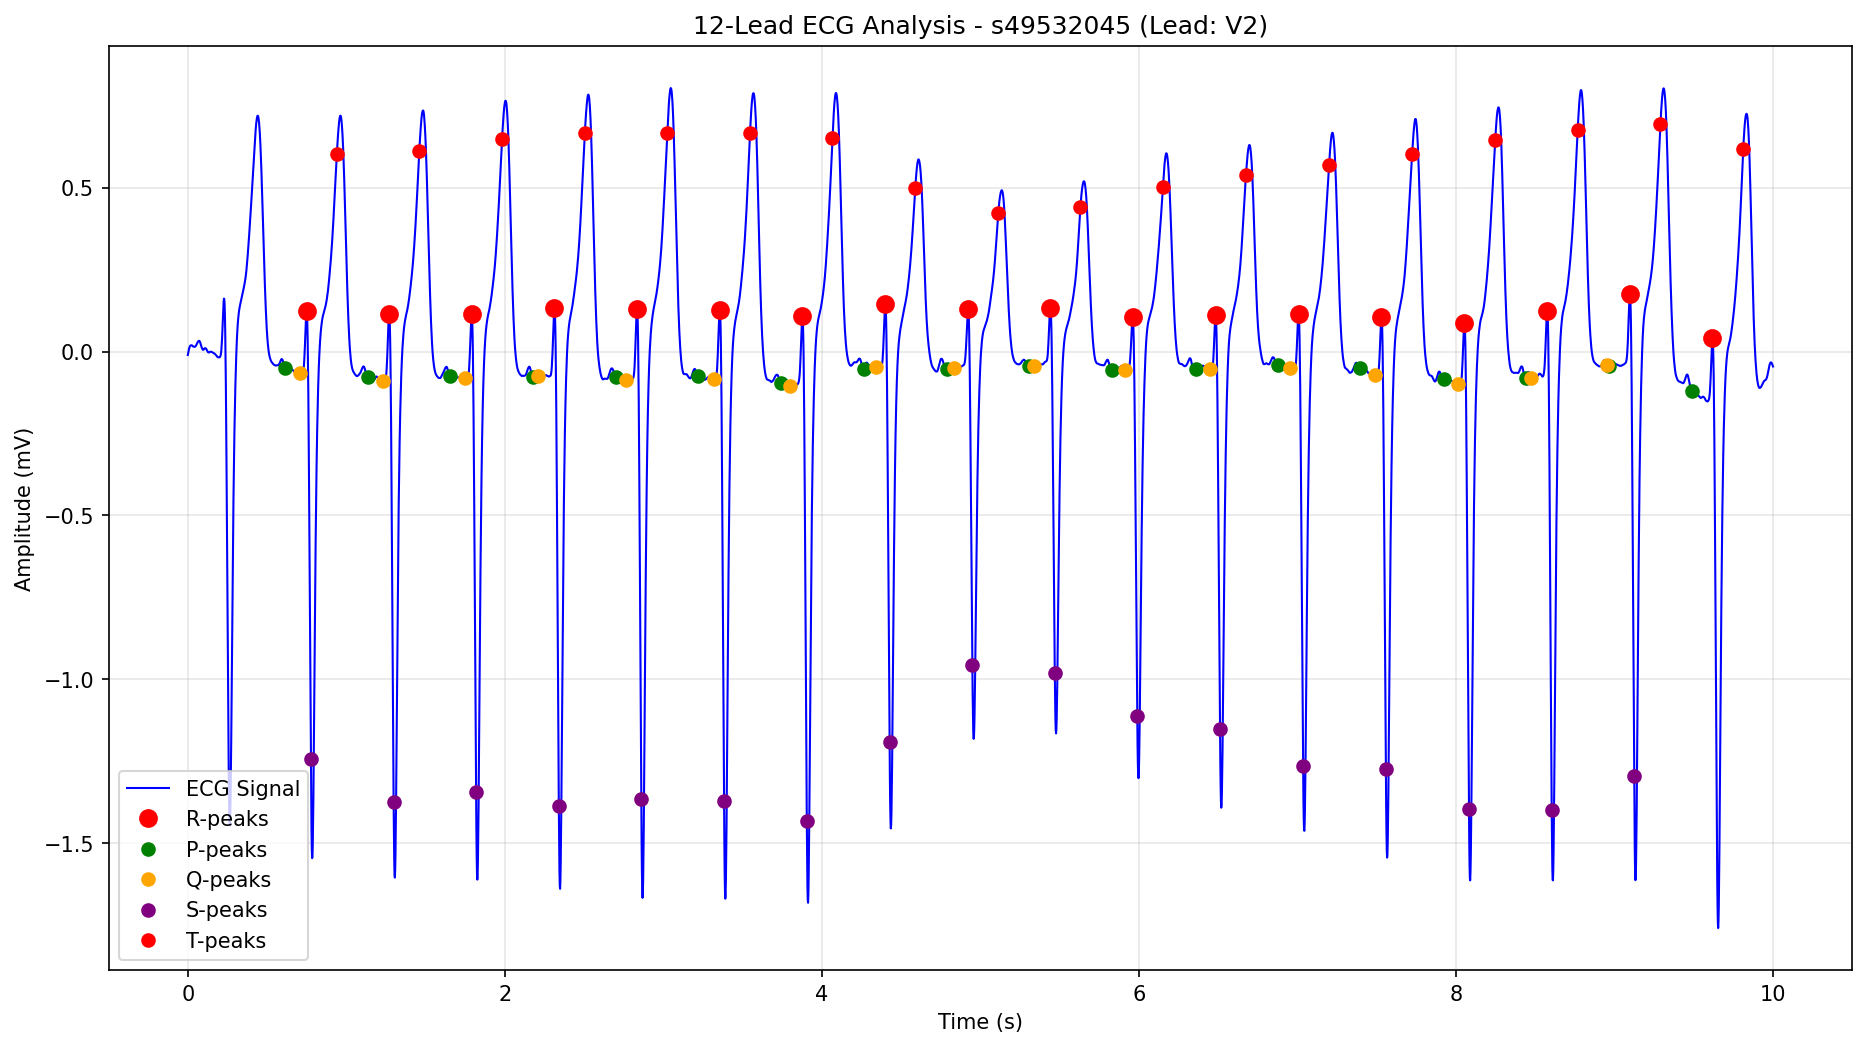 12-Lead ECG Analysis - s49532045 (Lead: V2)
Amplitude (mV)
0.5
0.0
−0.5
−1.0
−1.5
ECG Signal
R-peaks
P-peaks
Q-peaks
S-peaks
T-peaks
0 2 4 6 8 10
Time (s)